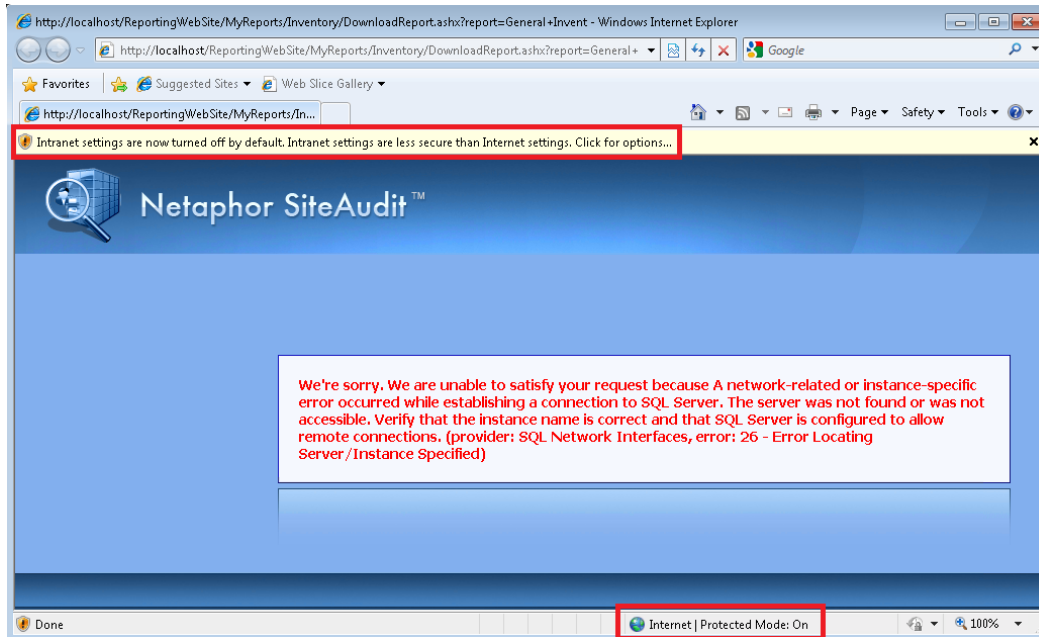 http://localhost/ReportingWebSite/MyReports/Inventory/DownloadReport.ashx?report=General+Invent - Windows Internet Explorer
http://localhost/ReportingWebSite/MyReports/Inventory/DownloadReport.ashx?report=General+
Google
Favorites
Suggested Sites
Web Slice Gallery
http://localhost/ReportingWebSite/MyReports/In...
Page
Safety
Tools
Intranet settings are now turned off by default. Intranet settings are less secure than Internet settings. Click for options...
Netaphor SiteAudit™
We're sorry. We are unable to satisfy your request because A network-related or instance-specific
error occurred while establishing a connection to SQL Server. The server was not found or was not
accessible. Verify that the instance name is correct and that SQL Server is configured to allow
remote connections. (provider: SQL Network Interfaces, error: 26 - Error Locating
Server/Instance Specified)
Done
Internet | Protected Mode: On
100%